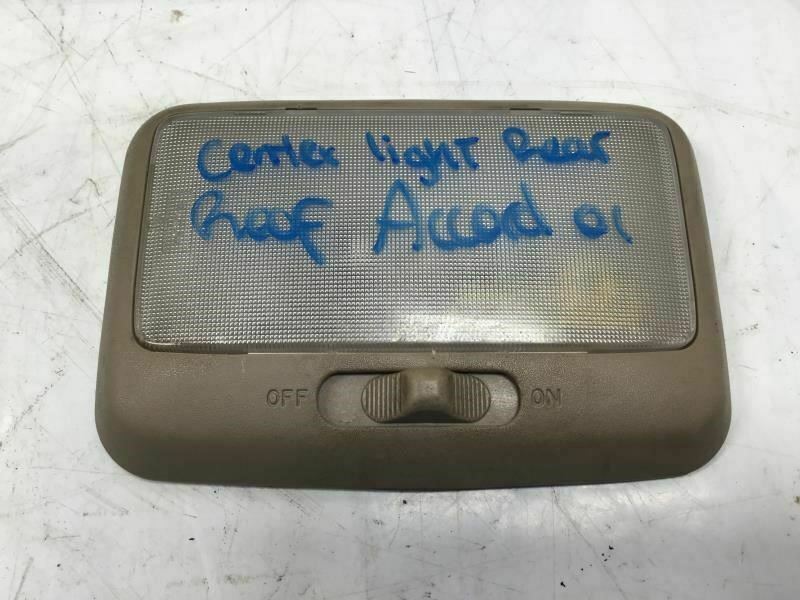 Center light Rear
Roof Accord 01
OFF ON